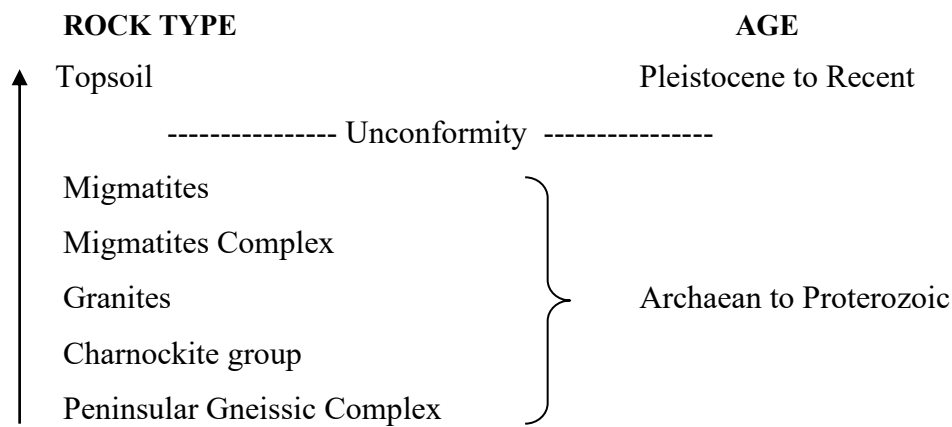 ROCK TYPE AGE
Topsoil Pleistocene to Recent
---------------- Unconformity ----------------
Migmatites
Migmatites Complex
Granites Archaean to Proterozoic
Charnockite group
Peninsular Gneissic Complex